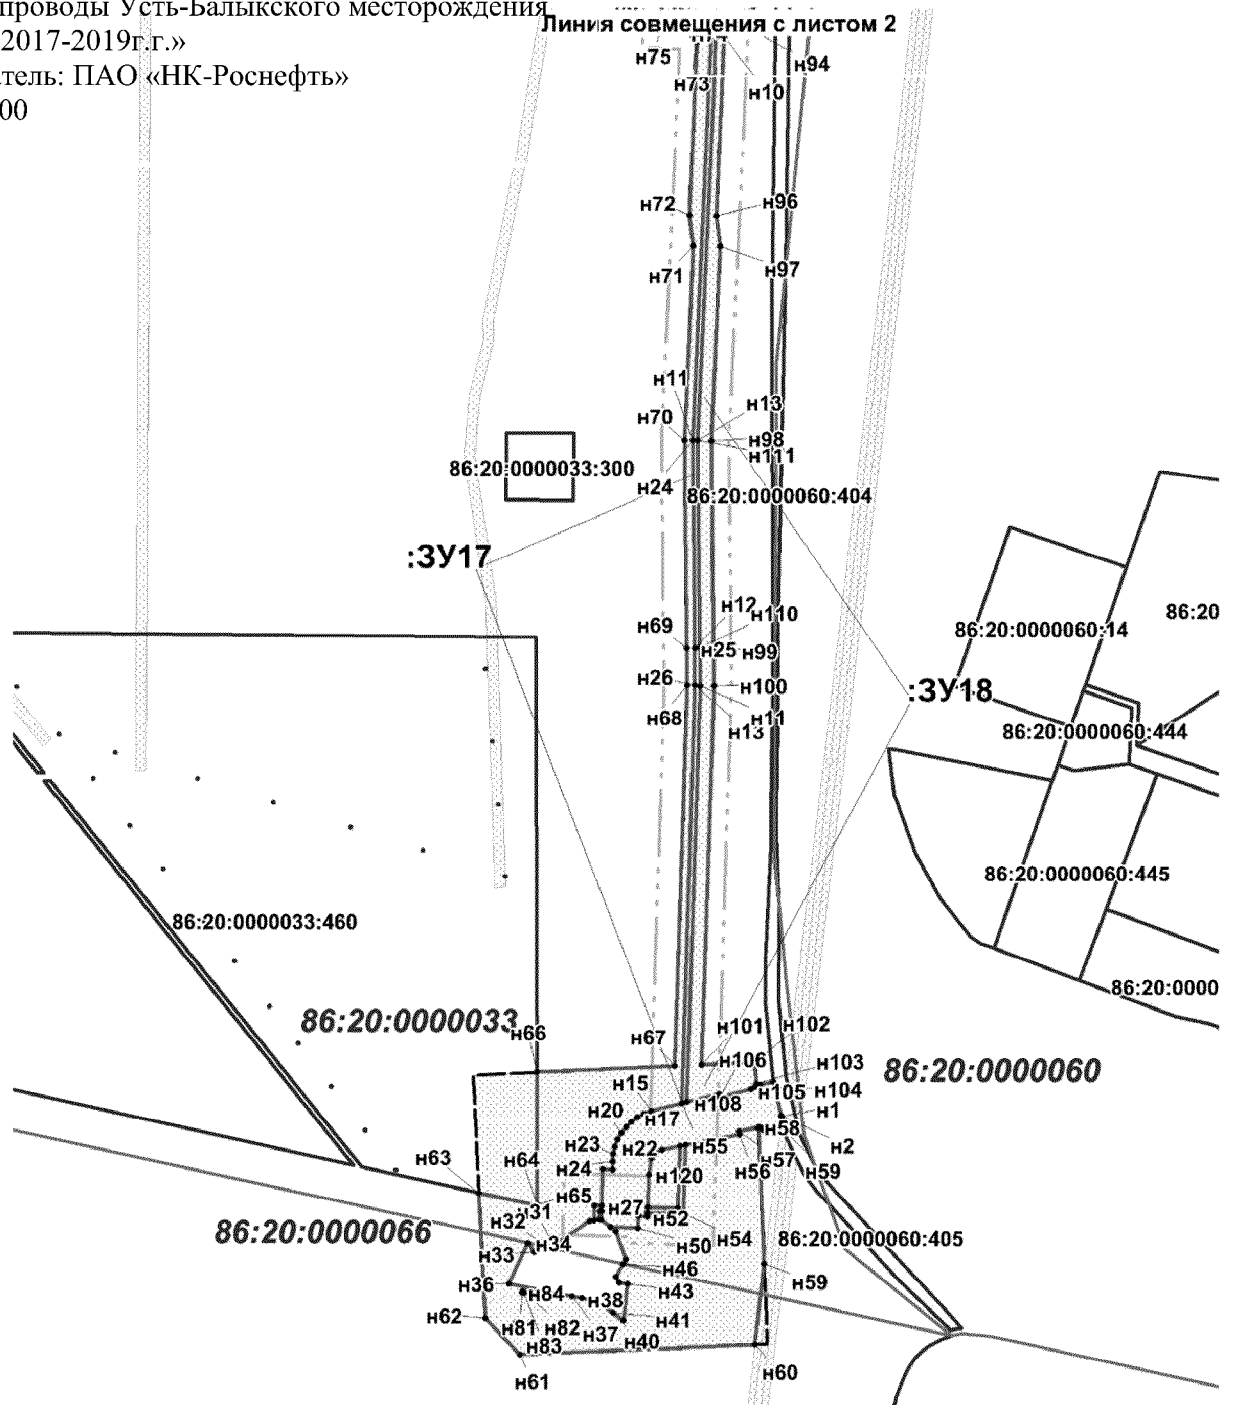 проводы Усть-Балыкского месторождения
2017-2019г.г.»
атель: ПАО «НК-Роснефть»
00
Линия совмещения с листом 2
н75
н94
н73
н10
н72
н96
н71
н97
н11
н13
н70
н98
н111
86:20:0000033:300
н24
86:20:0000060:404
:ЗУ17
н12
н110
86:20
н69
86:20:0000060:14
н25
н99
н26
н100
:ЗУ18
н68
н11
н13
86:20:0000060:444
86:20:0000060:445
86:20:0000033:460
86:20:0000
86:20:0000033
н66
н101
н102
н67
н106
н103
86:20:0000060
н15
н105
н104
н108
н20
н17
н1
н58
н2
н23
н22
н55
н63
н64
н24
н57
н56
н59
н120
н65
н27
н31
н32
н52
86:20:0000066
н34
н54
86:20:0000060:405
н33
н50
н46
н59
н36
н84
н43
н38
н62
н41
н81
н82
н37
н83
н40
н60
н61